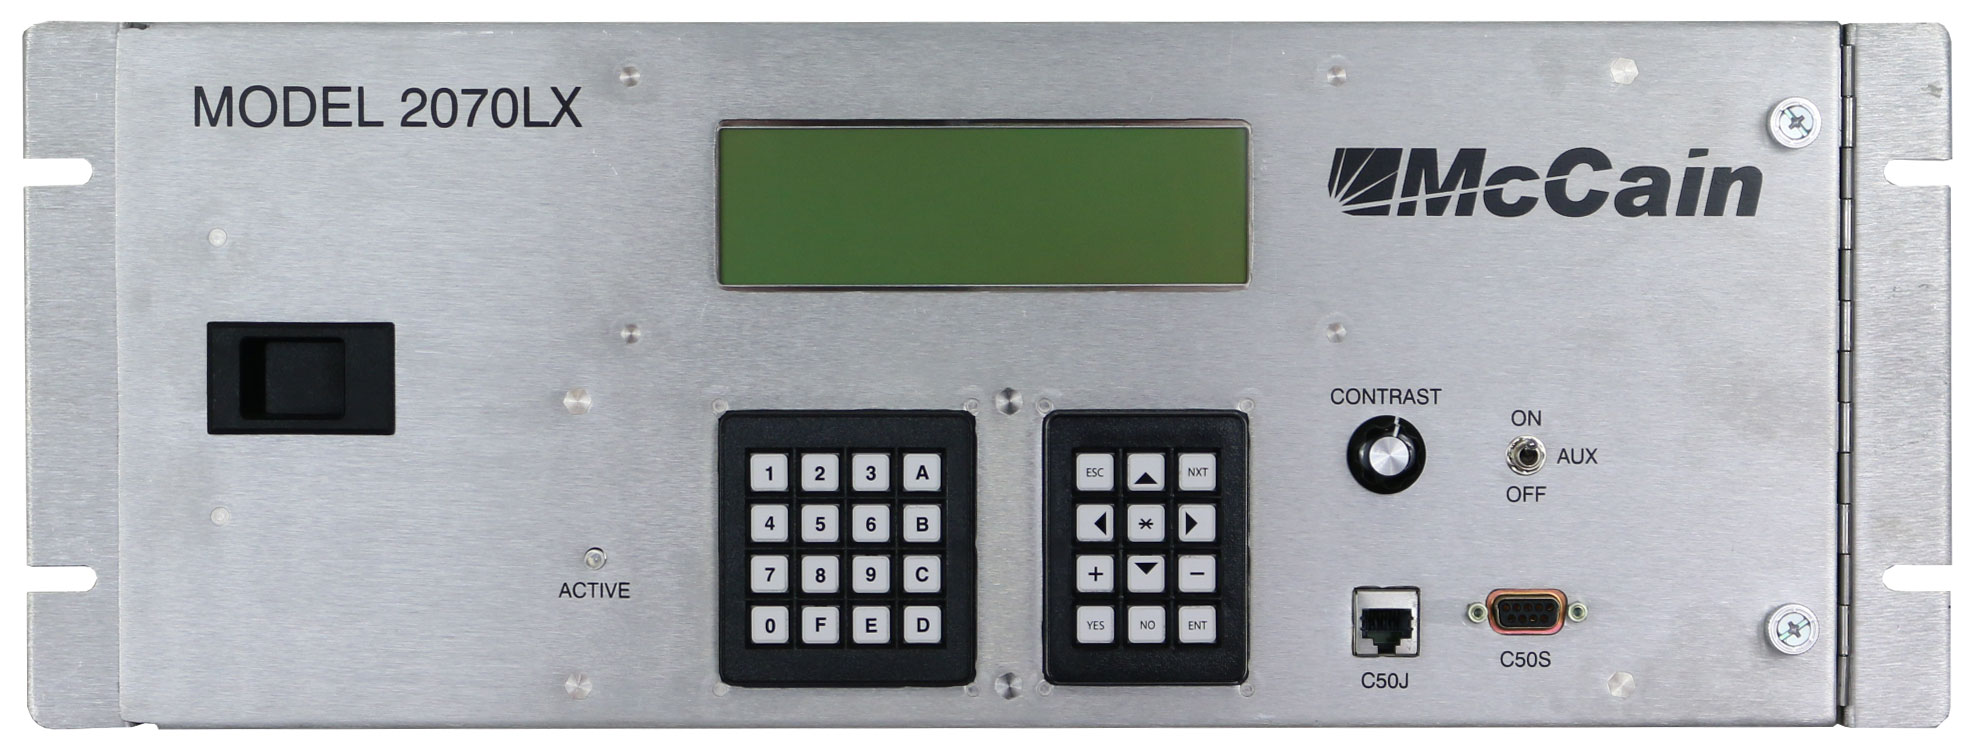 MODEL 2070LX
McCain
CONTRAST
ON
AUX
OFF
1 2 3 A
4 5 6 B
7 8 9 C
0 F E D
ESC ▲ NXT
◀ * ▶
+ ▼ −
YES NO ENT
ACTIVE
C50J
C50S